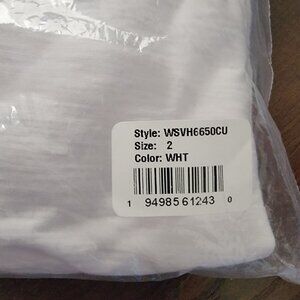 Style: WSVH6650CU
Size: 2
Color: WHT
1 94985 61243 0